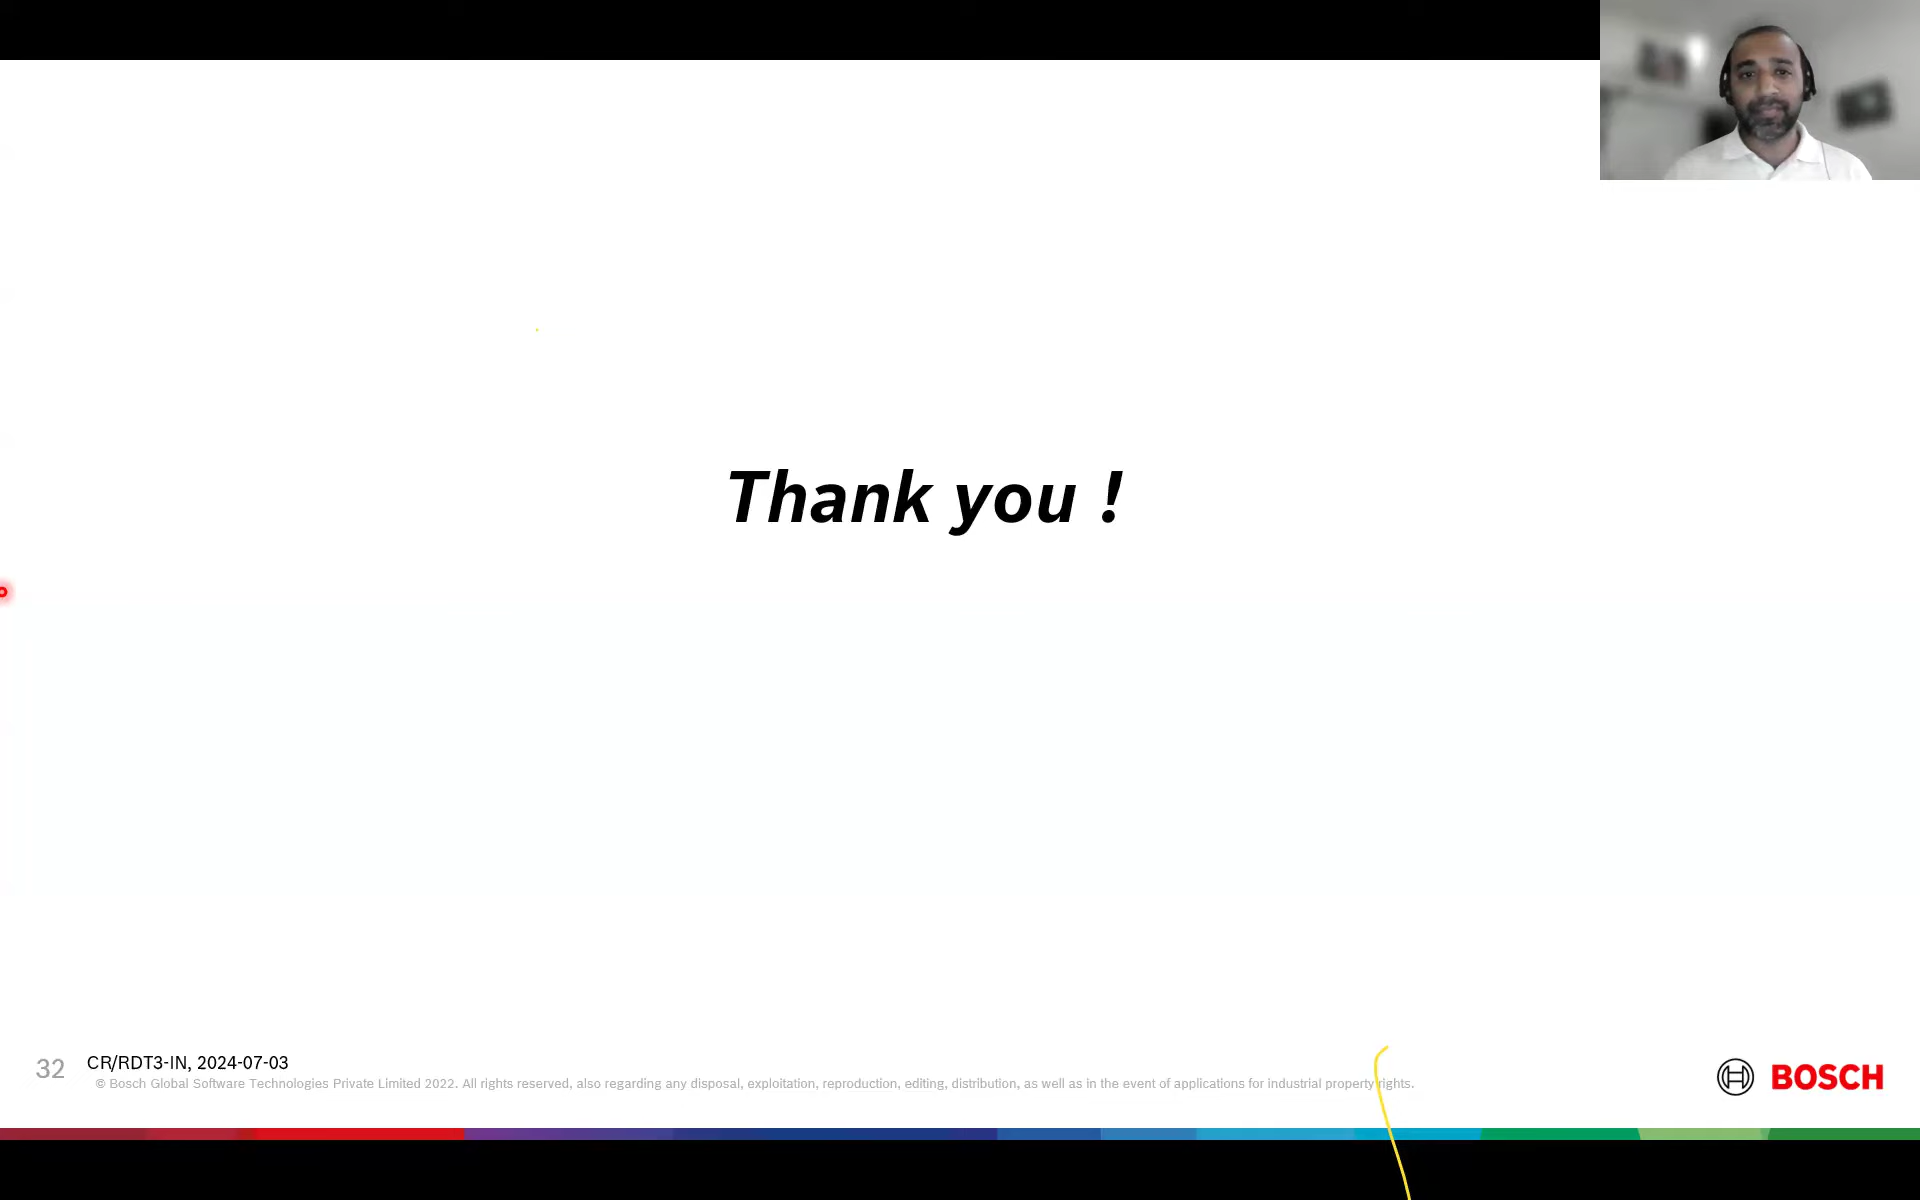 Thank you !
32
CR/RDT3-IN, 2024-07-03
© Bosch Global Software Technologies Private Limited 2022. All rights reserved, also regarding any disposal, exploitation, reproduction, editing, distribution, as well as in the event of applications for industrial property rights.
BOSCH